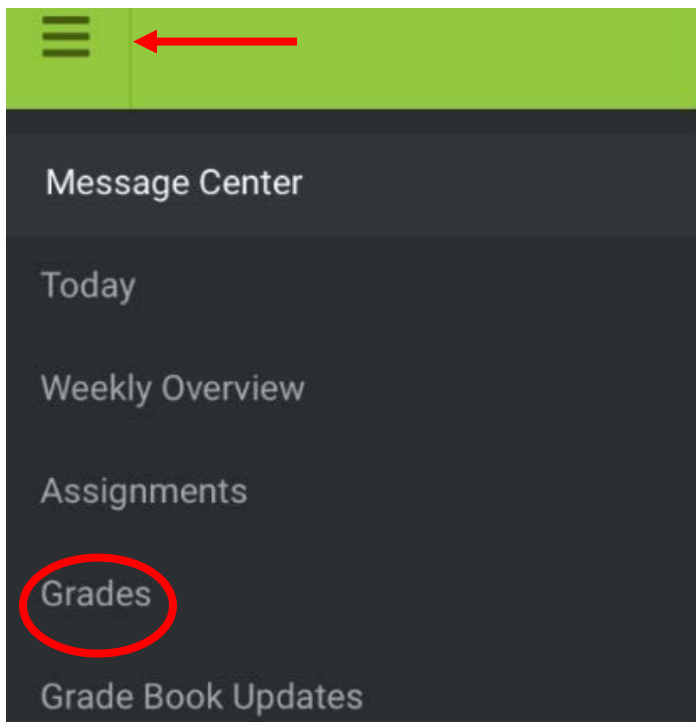 Message Center
Today
Weekly Overview
Assignments
Grades
Grade Book Updates